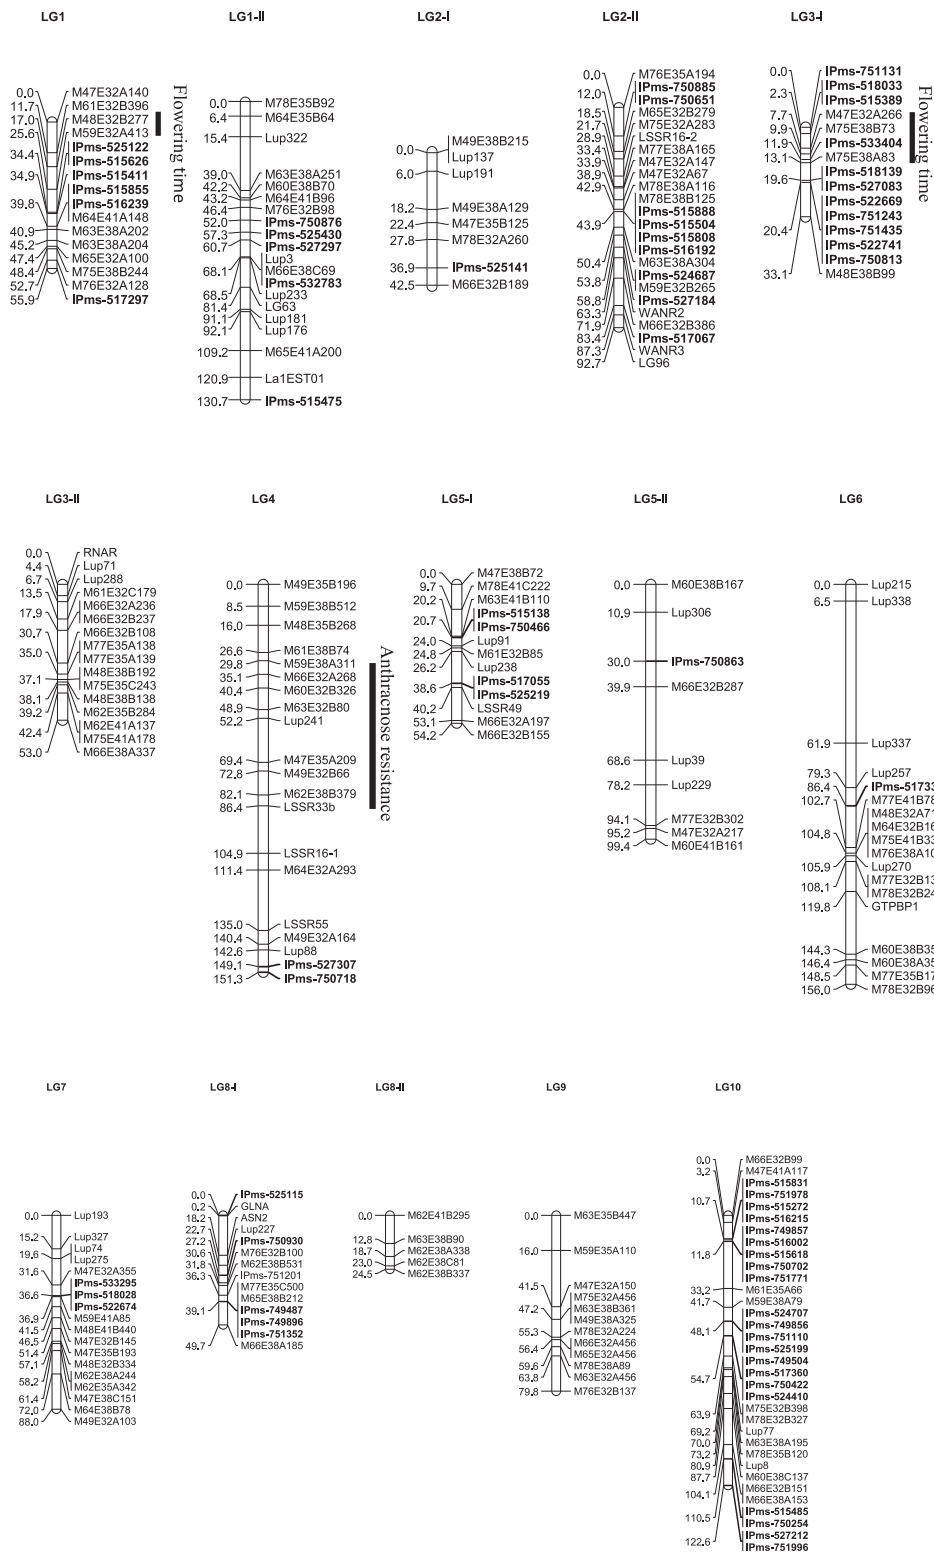 LG1
0.0 M47E32A140
11.7 M61E32B396
17.0 M48E32B277
25.6 M59E32A413
IPms-525122
34.4 IPms-515626
34.9 IPms-515411
IPms-515855
39.8 IPms-516239
M64E41A148
40.9 M63E38A202
45.2 M63E38A204
47.4 M65E32A100
48.4 M75E38B244
52.7 M76E32A128
55.9 IPms-517297
Flowering time
LG1-II
0.0 M78E35B92
6.4 M64E35B64
15.4 Lup322
39.0 M63E38A251
42.2 M60E38B70
43.2 M64E41B96
46.4 M76E32B98
52.0 IPms-750876
57.3 IPms-525430
60.7 IPms-527297
Lup3
68.1 M66E38C69
IPms-532783
68.5 Lup233
81.4 LG63
91.1 Lup181
92.1 Lup176
109.2 M65E41A200
120.9 La1EST01
130.7 IPms-515475
LG2-I
M49E38B215
0.0 Lup137
6.0 Lup191
18.2 M49E38A129
22.4 M47E35B125
27.8 M78E32A260
36.9 IPms-525141
42.5 M66E32B189
LG2-II
0.0 M76E35A194
IPms-750885
12.0 IPms-750651
18.5 M65E32B279
21.7 M75E32A283
28.9 LSSR16-2
33.4 M77E38A165
33.9 M47E32A147
38.9 M47E32A67
42.9 M78E38A116
M78E38B125
IPms-515888
43.9 IPms-515504
IPms-515808
IPms-516192
50.4 M63E38A304
53.8 IPms-524687
M59E32B265
58.8 IPms-527184
63.3 WANR2
71.9 M66E32B386
83.4 IPms-517067
87.3 WANR3
92.7 LG96
LG3-I
0.0 IPms-751131
IPms-518033
2.3 IPms-515389
7.7 M47E32A266
9.9 M75E38B73
11.9 IPms-533404
13.1 M75E38A83
19.6 IPms-518139
IPms-527083
IPms-522669
IPms-751243
20.4 IPms-751435
IPms-522741
IPms-750813
33.1 M48E38B99
Flowering time
LG3-II
0.0 RNAR
4.4 Lup71
6.7 Lup288
13.5 M61E32C179
17.9 M66E32A236
M66E32B237
30.7 M66E32B108
35.0 M77E35A138
M77E35A139
37.1 M48E38B192
M75E35C243
38.1 M48E38B138
39.2 M62E35B284
42.4 M62E41A137
M75E41A178
53.0 M66E38A337
LG4
0.0 M49E35B196
8.5 M59E38B512
16.0 M48E35B268
26.6 M61E38B74
29.8 M59E38A311
35.1 M66E32A268
40.4 M60E32B326
48.9 M63E32B80
52.2 Lup241
69.4 M47E35A209
72.8 M49E32B66
82.1 M62E38B379
86.4 LSSR33b
104.9 LSSR16-1
111.4 M64E32A293
135.0 LSSR55
140.4 M49E32A164
142.6 Lup88
149.1 IPms-527307
151.3 IPms-750718
Anthracnose resistance
LG5-I
0.0 M47E38B72
9.7 M78E41C222
20.2 M63E41B110
IPms-515138
20.7 IPms-750466
24.0 Lup91
24.8 M61E32B85
26.2 Lup238
IPms-517055
38.6 IPms-525219
40.2 LSSR49
53.1 M66E32A197
54.2 M66E32B155
LG5-II
0.0 M60E38B167
10.9 Lup306
30.0 IPms-750863
39.9 M66E32B287
68.6 Lup39
78.2 Lup229
94.1 M77E32B302
95.2 M47E32A217
99.4 M60E41B161
LG6
0.0 Lup215
6.5 Lup338
61.9 Lup337
79.3 Lup257
86.4 IPms-51733
102.7 M77E41B78
M48E32A71
M64E32B16
104.8 M75E41B33
M76E38A10
105.9 Lup270
M77E32B13
108.1 M78E32B24
119.8 GTPBP1
144.3 M60E38B35
146.4 M60E38A35
148.5 M77E35B17
156.0 M78E32B96
LG7
0.0 Lup193
15.2 Lup327
Lup74
19.6 Lup275
31.6 M47E32A355
IPms-533295
36.6 IPms-518028
IPms-522674
36.9 M59E41A85
41.5 M48E41B440
46.5 M47E32B145
51.4 M47E35B193
57.1 M48E32B334
58.2 M62E38A244
M62E35A342
61.4 M47E38C151
72.0 M64E38B78
88.0 M49E32A103
LG8-I
0.0 IPms-525115
0.2 GLNA
18.2 ASN2
22.7 Lup227
27.2 IPms-750930
30.6 M76E32B100
31.8 M62E38B531
36.3 IPms-751201
M77E35C500
M65E38B212
39.1 IPms-749487
IPms-749896
IPms-751352
49.7 M66E38A185
LG8-II
0.0 M62E41B295
12.8 M63E38B90
18.7 M62E38A338
23.0 M62E38C81
24.5 M62E38B337
LG9
0.0 M63E35B447
16.0 M59E35A110
41.5 M47E32A150
M75E32A456
47.2 M63E38B361
M49E38A325
55.3 M78E32A224
56.4 M66E32A456
M65E32A456
59.6 M78E38A89
63.8 M63E32A456
79.8 M76E32B137
LG10
0.0 M66E32B99
3.2 M47E41A117
IPms-515831
10.7 IPms-751978
IPms-515272
IPms-516215
IPms-749857
IPms-516002
11.8 IPms-515618
IPms-750702
IPms-751771
33.2 M61E35A66
41.7 M59E38A79
IPms-524707
48.1 IPms-749856
IPms-751110
IPms-525199
IPms-749504
54.7 IPms-517360
IPms-750422
IPms-524410
M75E32B398
63.9 M78E32B327
69.2 Lup77
70.0 M63E38A195
73.2 M78E35B120
80.9 Lup8
87.7 M60E38C137
104.1 M66E32B151
M66E38A153
110.5 IPms-515485
IPms-750254
122.6 IPms-527212
IPms-751996